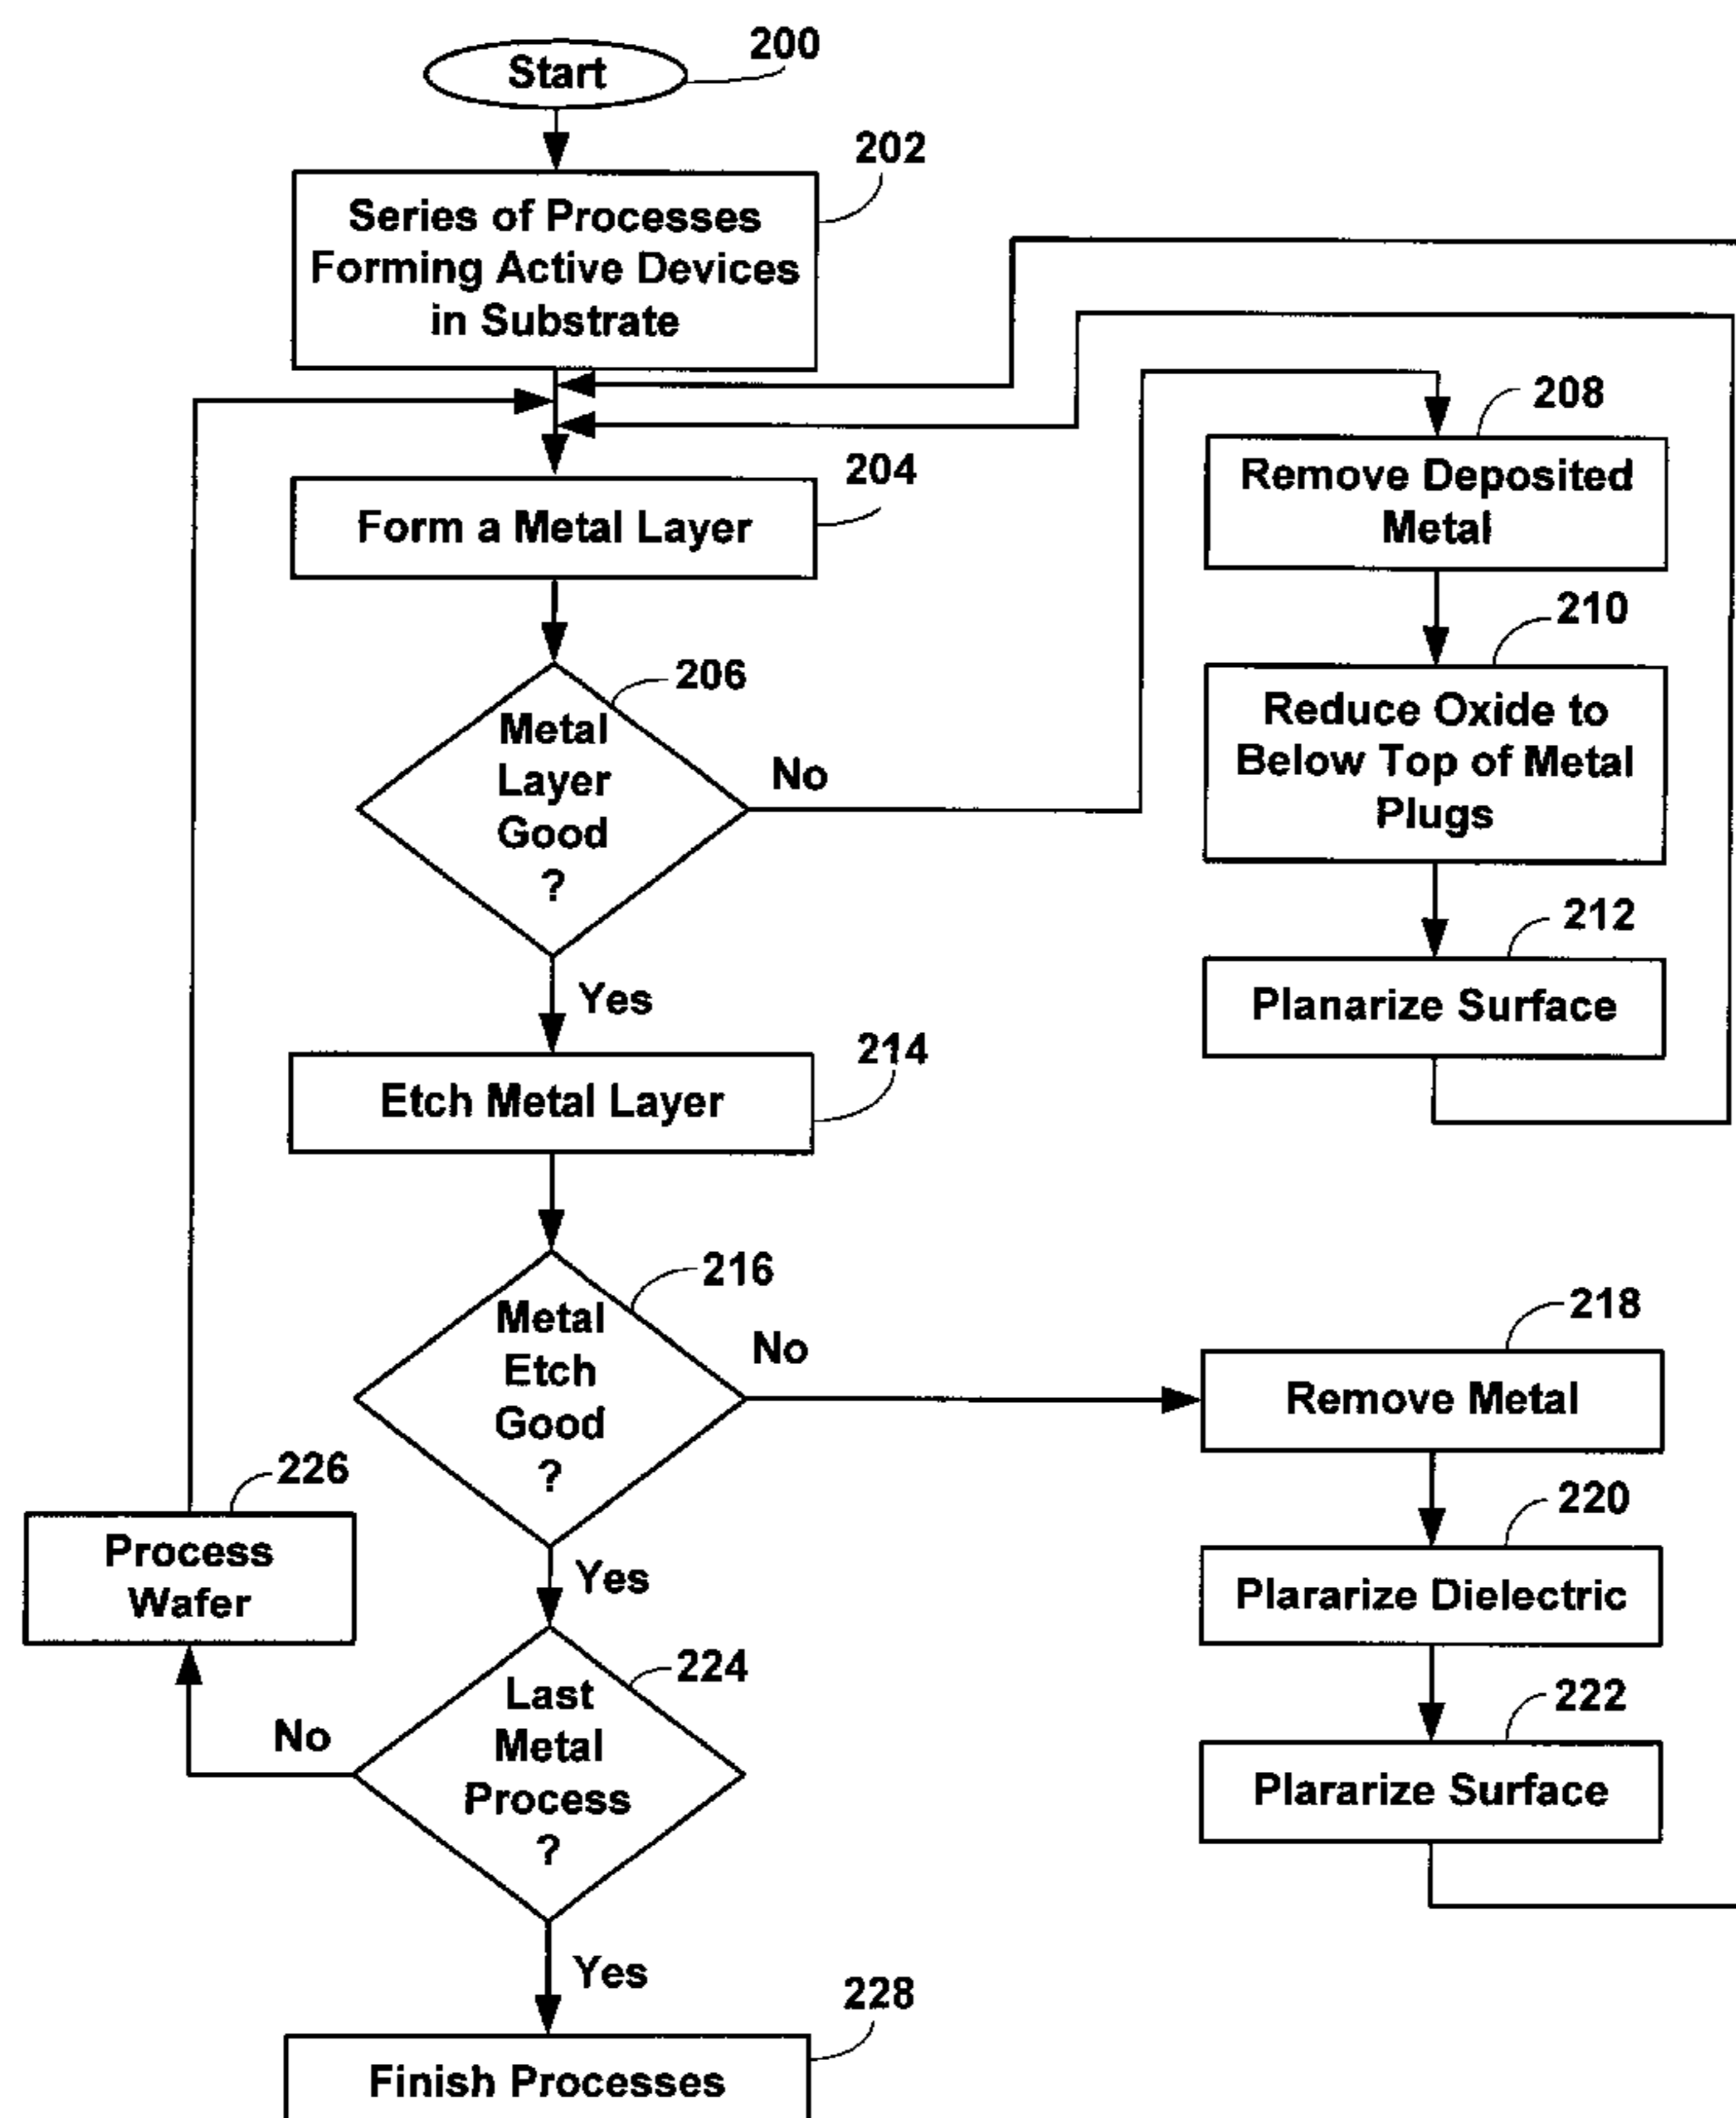 Start
200
202
Series of Processes
Forming Active Devices
in Substrate
204
Form a Metal Layer
206
Metal
Layer
Good
?
No
Yes
208
Remove Deposited
Metal
210
Reduce Oxide to
Below Top of Metal
Plugs
212
Planarize Surface
214
Etch Metal Layer
216
Metal
Etch
Good
?
No
Yes
218
Remove Metal
220
Plararize Dielectric
222
Plararize Surface
224
Last
Metal
Process
?
No
Yes
226
Process
Wafer
228
Finish Processes